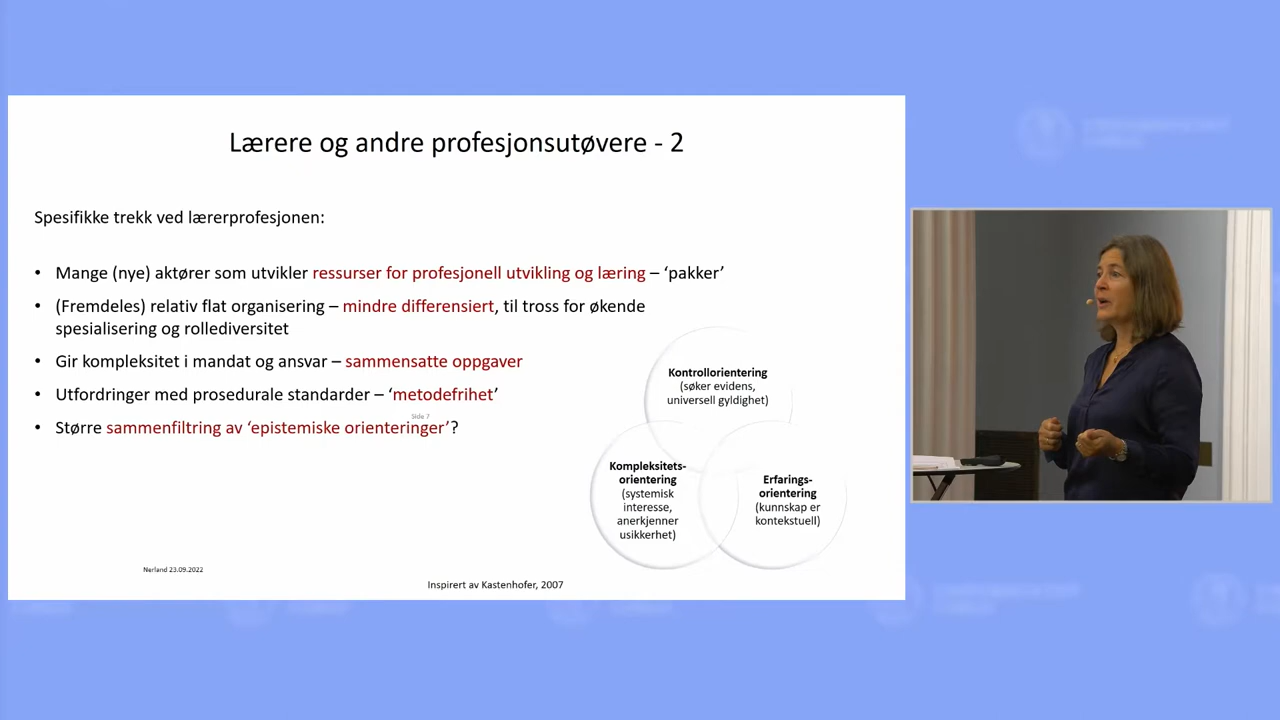 Lærere og andre profesjonsutøvere - 2
Spesifikke trekk ved lærerprofesjonen:
• Mange (nye) aktører som utvikler ressurser for profesjonell utvikling og læring – ‘pakker’
• (Fremdeles) relativ flat organisering – mindre differensiert, til tross for økende
spesialisering og rollediversitet
• Gir kompleksitet i mandat og ansvar – sammensatte oppgaver
• Utfordringer med prosedurale standarder – ‘metodefrihet’
Side 7
• Større sammenfiltring av ‘epistemiske orienteringer’?
Kontrollorientering
(søker evidens,
universell gyldighet)
Kompleksitets-
orientering
(systemisk
interesse,
anerkjenner
usikkerhet)
Erfarings-
orientering
(kunnskap er
kontekstuell)
Nerland 23.09.2022
Inspirert av Kastenhofer, 2007